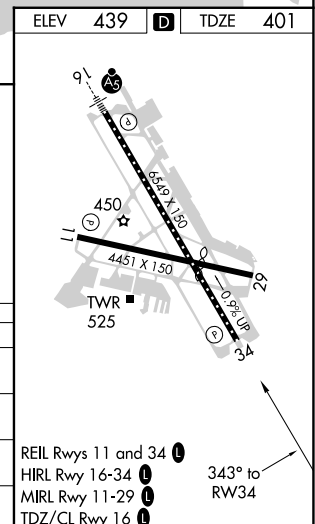 ELEV 439 D TDZE 401
16
A5
P
6549 X 150
450
P
11
4451 X 150
29
0.9% UP
TWR
525
P
34
REIL Rwys 11 and 34 L
HIRL Rwy 16-34 L
MIRL Rwy 11-29 L
TDZ/CL Rwy 16 L
343° to
RW34